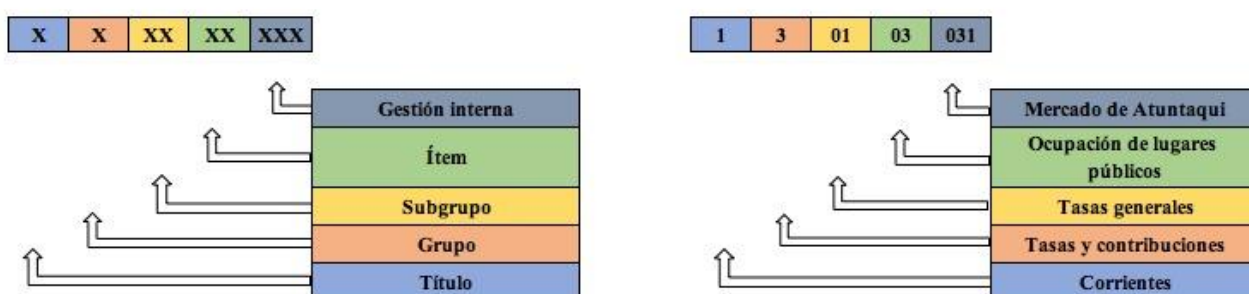 X X XX XX XXX
Gestión interna
Ítem
Subgrupo
Grupo
Título
1 3 01 03 031
Mercado de Atuntaqui
Ocupación de lugares
públicos
Tasas generales
Tasas y contribuciones
Corrientes